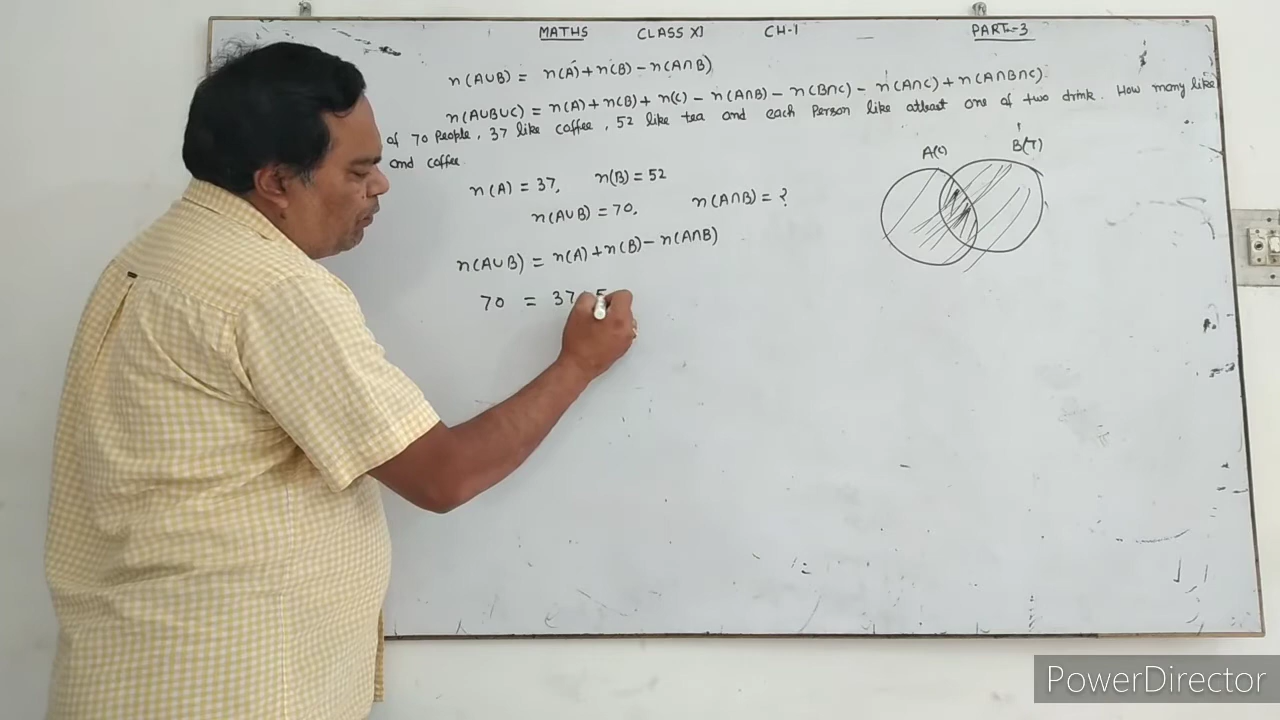 MATHS CLASS XI CH-1 PART-3
n(A∪B) = n(A)+n(B)-n(A∩B)
n(A∪B∪C) = n(A)+n(B)+n(C)-n(A∩B)-n(B∩C)-n(A∩C)+n(A∩B∩C)
of 70 People, 37 like coffee, 52 like tea and each Person like atleast one of two drink. How many like
and coffee.
A(C) B(T)
n(A)=37, n(B)=52
n(A∪B)=70, n(A∩B)=?
n(A∪B) = n(A)+n(B)-n(A∩B)
70 = 37 5
PowerDirector